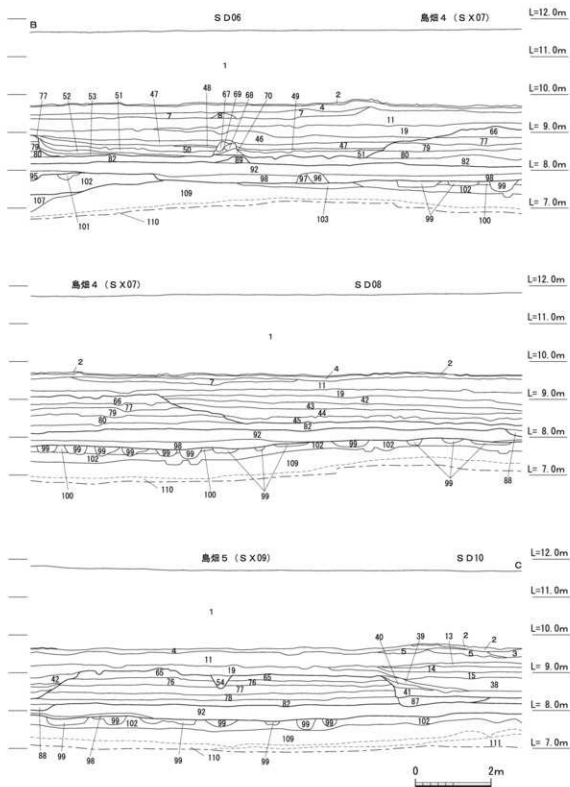 B SD06 島畑4(SX07) L=12.0m
L=11.0m
1
2 L=10.0m
77 52 53 51 47 48 67 69 68 70 49 4
7 8 7 11
46 19 66 L= 9.0m
79 50 47 79 77
80 82 89 51 80 82 L= 8.0m
92
95 102 98 97 96 98
107 109 102 99
L= 7.0m
101 110 103 99 100
島畑4(SX07) SD08 L=12.0m
L=11.0m
1
L=10.0m
2 4 2
7 11
66 19 42 L= 9.0m
77 43
79 44
80 45 82
92 L= 8.0m
99 99 99 99 98 102 99 102
102 99 99 109 88
L= 7.0m
100 110 100 99 99
島畑5(SX09) SD10 C L=12.0m
L=11.0m
1
L=10.0m
40 39 13 2 2
4 5 5 3
11 14 L= 9.0m
42 65 19 65 15
76 54 76 38
77 41
78 82 87 L= 8.0m
92
102 99 99 99 99 102
109
88 99 98 99 110 99 111 L= 7.0m
0 2m